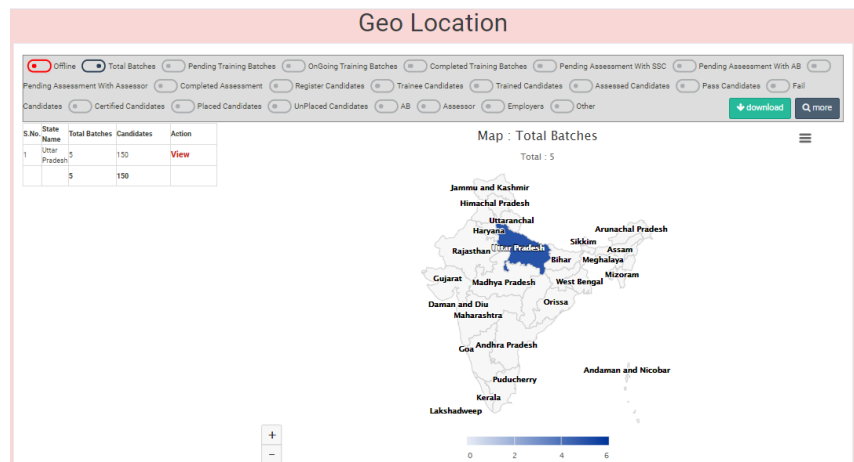 Geo Location
Offline Total Batches Pending Training Batches OnGoing Training Batches Completed Training Batches Pending Assessment With SSC Pending Assessment With AB
Pending Assessment With Assessor Completed Assessment Register Candidates Trainee Candidates Trained Candidates Assessed Candidates Pass Candidates Fail
Candidates Certified Candidates Placed Candidates UnPlaced Candidates AB Assessor Employers Other
download more
S.No. State Name Total Batches Candidates Action
1 Uttar Pradesh 5 150 View
5 150
Map : Total Batches
Total : 5
Jammu and Kashmir
Himachal Pradesh
Uttaranchal
Haryana
Arunachal Pradesh
Sikkim
Rajasthan Uttar Pradesh Assam
Bihar Meghalaya
Gujarat Madhya Pradesh West Bengal Mizoram
Daman and Diu Orissa
Maharashtra
Goa Andhra Pradesh
Andaman and Nicobar
Puducherry
Kerala
Lakshadweep
+
−
0 2 4 6